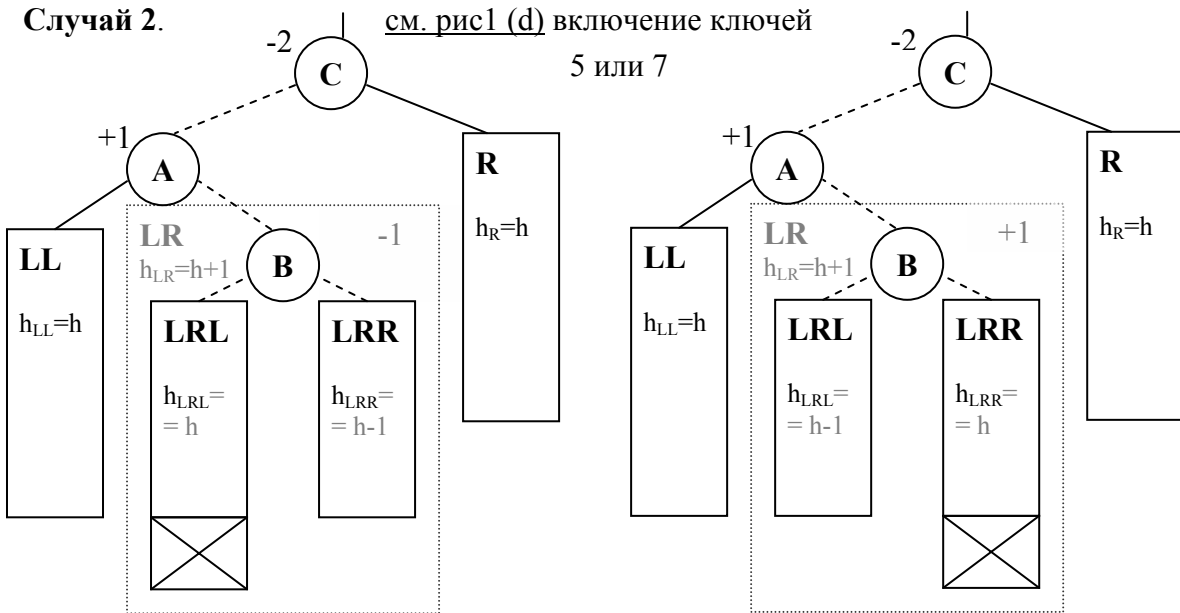 Случай 2. см. рис1 (d) включение ключей
5 или 7
-2
C
+1
A
R
h_R=h
LL
h_LL=h
LR
h_LR=h+1
-1
B
LRL
h_LRL=
= h
LRR
h_LRR=
= h-1
-2
C
+1
A
R
h_R=h
LL
h_LL=h
LR
h_LR=h+1
+1
B
LRL
h_LRL=
= h-1
LRR
h_LRR=
= h